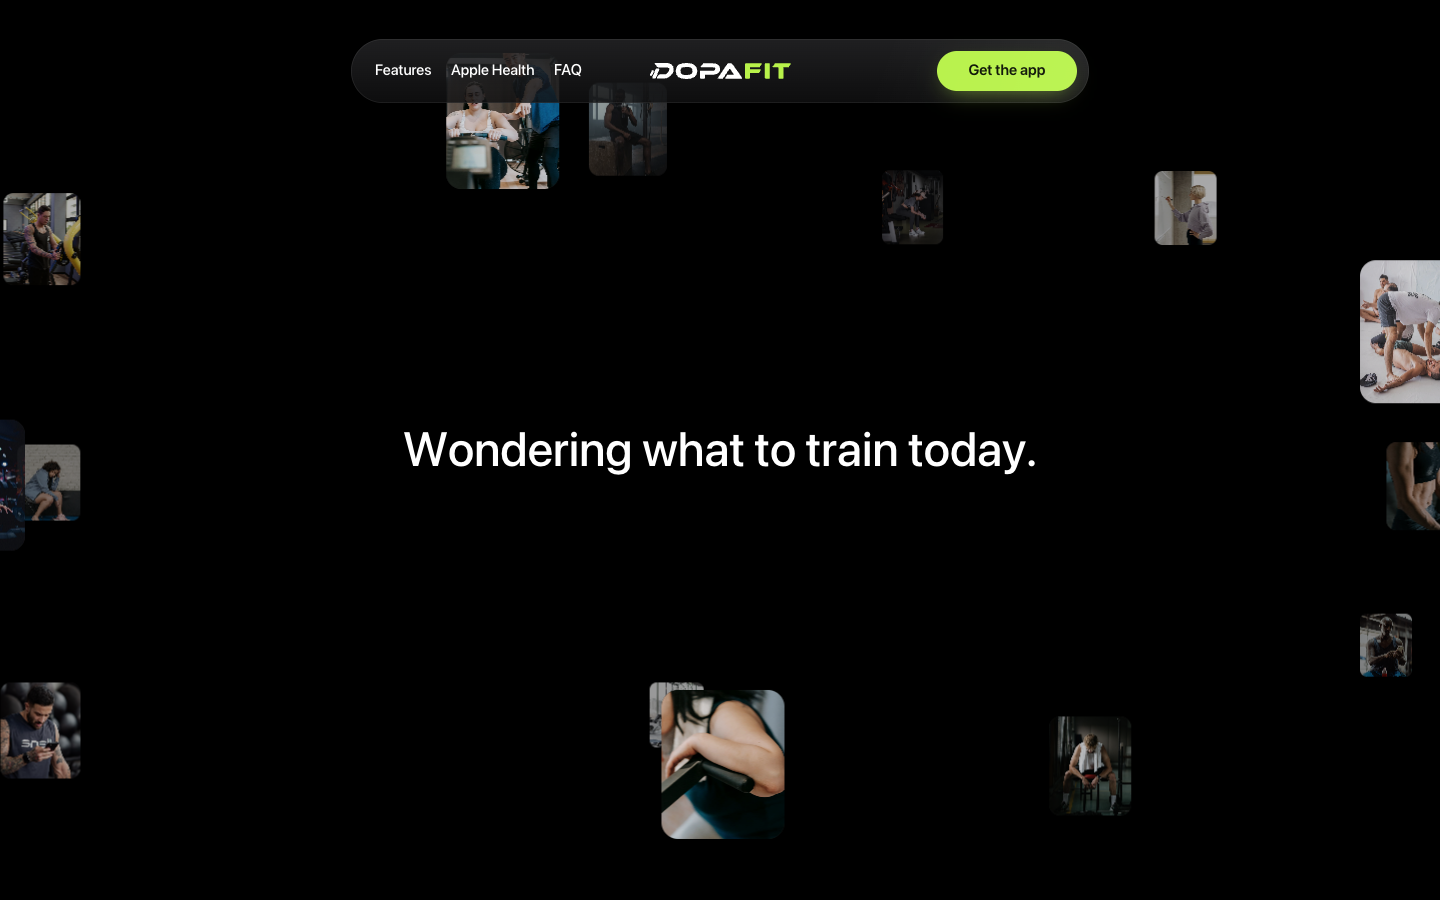 Features
Apple Health
FAQ
DOPAFIT
Get the app
Wondering what to train today.